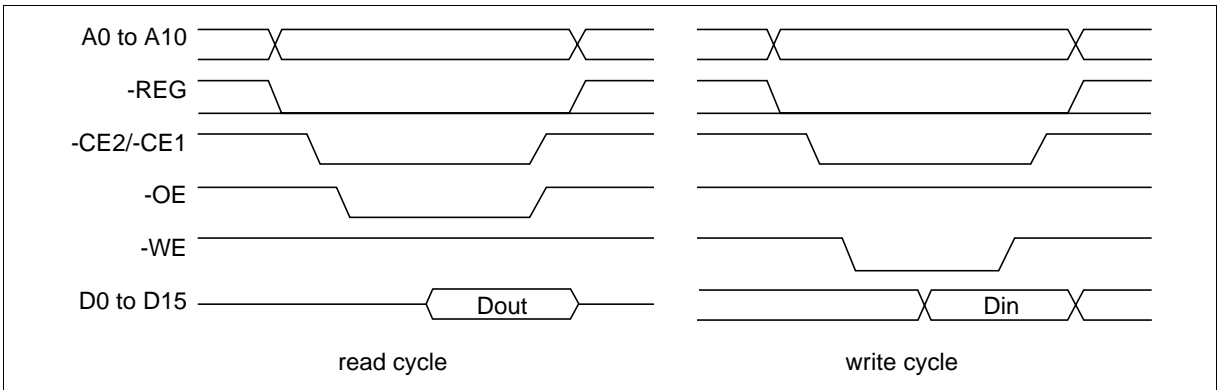 A0 to A10
-REG
-CE2/-CE1
-OE
-WE
D0 to D15
Dout
Din
read cycle
write cycle